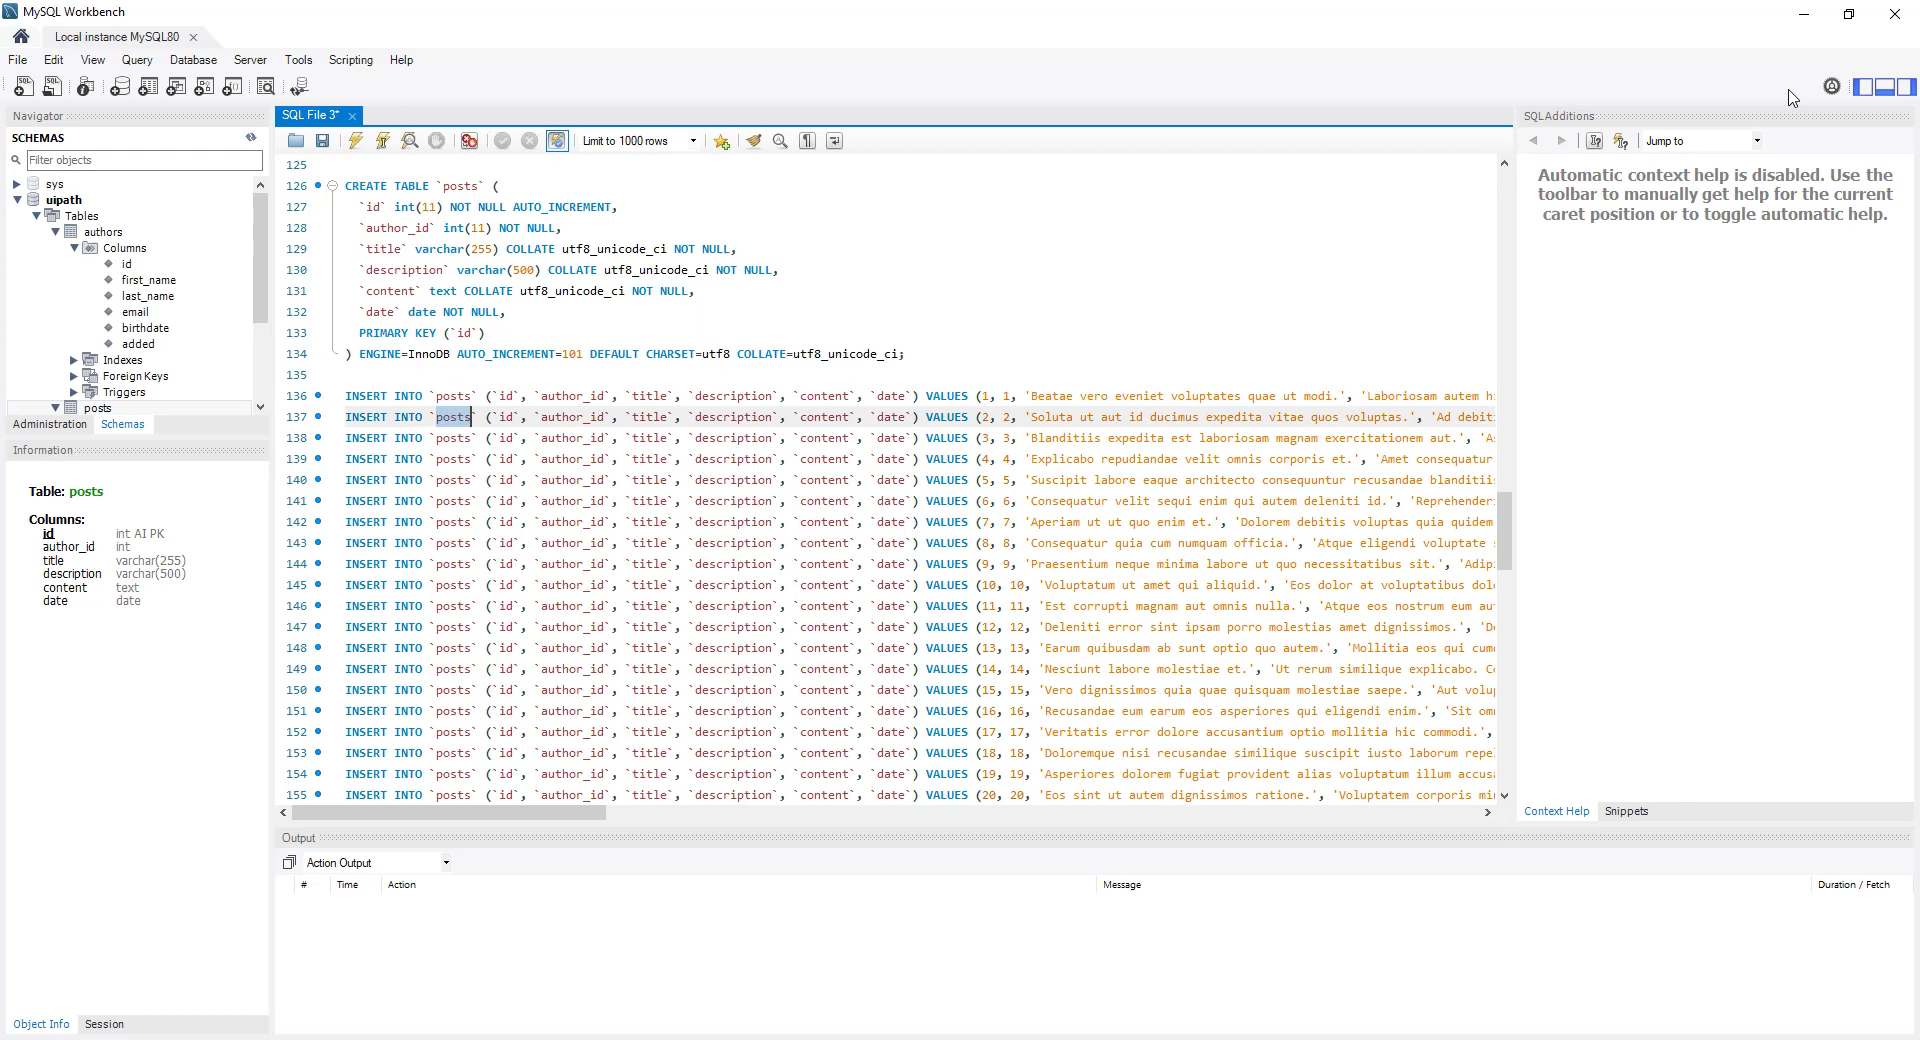 MySQL Workbench
Local instance MySQL80
File Edit View Query Database Server Tools Scripting Help
Navigator
SCHEMAS
Filter objects
sys
uipath
Tables
authors
Columns
id
first_name
last_name
email
birthdate
added
Indexes
Foreign Keys
Triggers
posts
Administration Schemas
Information
Table: posts
Columns:
id int AI PK
author_id int
title varchar(255)
description varchar(500)
content text
date date
Object Info Session
SQL File 3*
Limit to 1000 rows
125
126 CREATE TABLE `posts` (
127 `id` int(11) NOT NULL AUTO_INCREMENT,
128 `author_id` int(11) NOT NULL,
129 `title` varchar(255) COLLATE utf8_unicode_ci NOT NULL,
130 `description` varchar(500) COLLATE utf8_unicode_ci NOT NULL,
131 `content` text COLLATE utf8_unicode_ci NOT NULL,
132 `date` date NOT NULL,
133 PRIMARY KEY (`id`)
134 ) ENGINE=InnoDB AUTO_INCREMENT=101 DEFAULT CHARSET=utf8 COLLATE=utf8_unicode_ci;
135
136 INSERT INTO `posts` (`id`, `author_id`, `title`, `description`, `content`, `date`) VALUES (1, 1, 'Beatae vero eveniet voluptates quae ut modi.', 'Laboriosam autem h
137 INSERT INTO `posts` (`id`, `author_id`, `title`, `description`, `content`, `date`) VALUES (2, 2, 'Soluta ut aut id ducimus expedita vitae quos voluptas.', 'Ad debit
138 INSERT INTO `posts` (`id`, `author_id`, `title`, `description`, `content`, `date`) VALUES (3, 3, 'Blanditiis expedita est laboriosam magnam exercitationem aut.', 'A
139 INSERT INTO `posts` (`id`, `author_id`, `title`, `description`, `content`, `date`) VALUES (4, 4, 'Explicabo repudiandae velit omnis corporis et.', 'Amet consequatur
140 INSERT INTO `posts` (`id`, `author_id`, `title`, `description`, `content`, `date`) VALUES (5, 5, 'Suscipit labore eaque architecto consequuntur recusandae blanditii
141 INSERT INTO `posts` (`id`, `author_id`, `title`, `description`, `content`, `date`) VALUES (6, 6, 'Consequatur velit sequi enim qui autem deleniti id.', 'Reprehender
142 INSERT INTO `posts` (`id`, `author_id`, `title`, `description`, `content`, `date`) VALUES (7, 7, 'Aperiam ut ut quo enim et.', 'Dolorem debitis voluptas quia quidem
143 INSERT INTO `posts` (`id`, `author_id`, `title`, `description`, `content`, `date`) VALUES (8, 8, 'Consequatur quia cum numquam officia.', 'Atque eligendi voluptate
144 INSERT INTO `posts` (`id`, `author_id`, `title`, `description`, `content`, `date`) VALUES (9, 9, 'Praesentium neque minima labore ut quo necessitatibus sit.', 'Adip
145 INSERT INTO `posts` (`id`, `author_id`, `title`, `description`, `content`, `date`) VALUES (10, 10, 'Voluptatum ut amet qui aliquid.', 'Eos dolor at voluptatibus dol
146 INSERT INTO `posts` (`id`, `author_id`, `title`, `description`, `content`, `date`) VALUES (11, 11, 'Est corrupti magnam aut omnis nulla.', 'Atque eos nostrum eum au
147 INSERT INTO `posts` (`id`, `author_id`, `title`, `description`, `content`, `date`) VALUES (12, 12, 'Deleniti error sint ipsam porro molestias amet dignissimos.', 'D
148 INSERT INTO `posts` (`id`, `author_id`, `title`, `description`, `content`, `date`) VALUES (13, 13, 'Earum quibusdam ab sunt optio quo autem.', 'Mollitia eos qui cum
149 INSERT INTO `posts` (`id`, `author_id`, `title`, `description`, `content`, `date`) VALUES (14, 14, 'Nesciunt labore molestiae et.', 'Ut rerum similique explicabo. C
150 INSERT INTO `posts` (`id`, `author_id`, `title`, `description`, `content`, `date`) VALUES (15, 15, 'Vero dignissimos quia quae quisquam molestiae saepe.', 'Aut volu
151 INSERT INTO `posts` (`id`, `author_id`, `title`, `description`, `content`, `date`) VALUES (16, 16, 'Recusandae eum earum eos asperiores qui eligendi enim.', 'Sit om
152 INSERT INTO `posts` (`id`, `author_id`, `title`, `description`, `content`, `date`) VALUES (17, 17, 'Veritatis error dolore accusantium optio mollitia hic commodi.',
153 INSERT INTO `posts` (`id`, `author_id`, `title`, `description`, `content`, `date`) VALUES (18, 18, 'Doloremque nisi recusandae similique suscipit iusto laborum repe
154 INSERT INTO `posts` (`id`, `author_id`, `title`, `description`, `content`, `date`) VALUES (19, 19, 'Asperiores dolorem fugiat provident alias voluptatum illum accus
155 INSERT INTO `posts` (`id`, `author_id`, `title`, `description`, `content`, `date`) VALUES (20, 20, 'Eos sint ut autem dignissimos ratione.', 'Voluptatem corporis mi
SQLAdditions
Jump to
Automatic context help is disabled. Use the
toolbar to manually get help for the current
caret position or to toggle automatic help.
Context Help Snippets
Output
Action Output
# Time Action Message Duration / Fetch